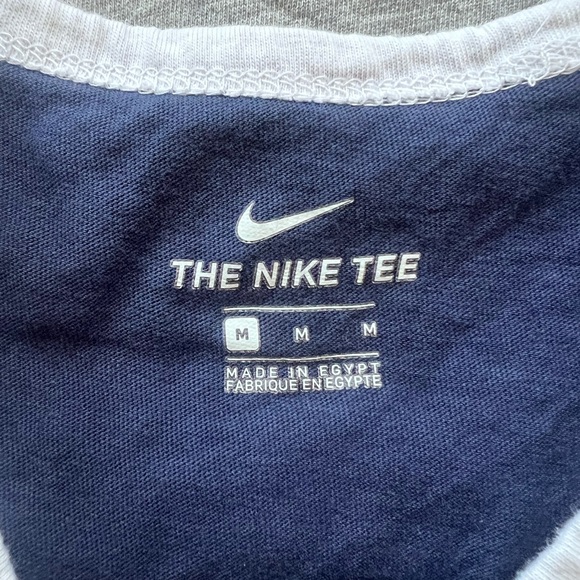 THE NIKE TEE
M M M
MADE IN EGYPT
FABRIQUE EN EGYPTE